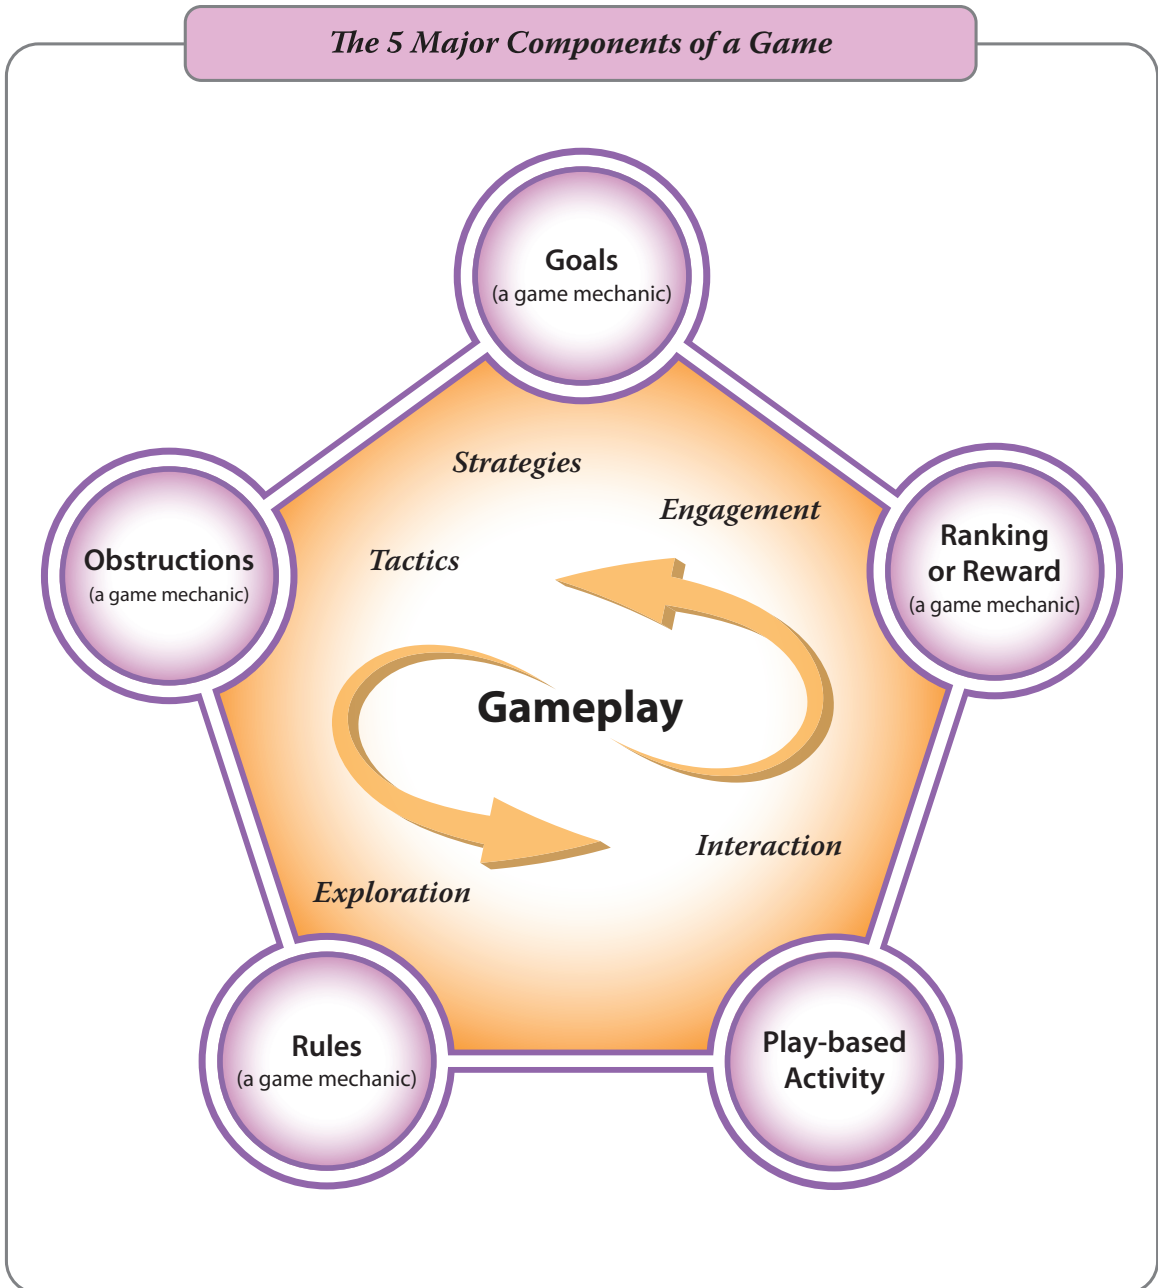 The 5 Major Components of a Game
Goals
(a game mechanic)
Strategies
Engagement
Ranking
or Reward
(a game mechanic)
Obstructions
(a game mechanic)
Tactics
Gameplay
Interaction
Exploration
Rules
(a game mechanic)
Play-based
Activity